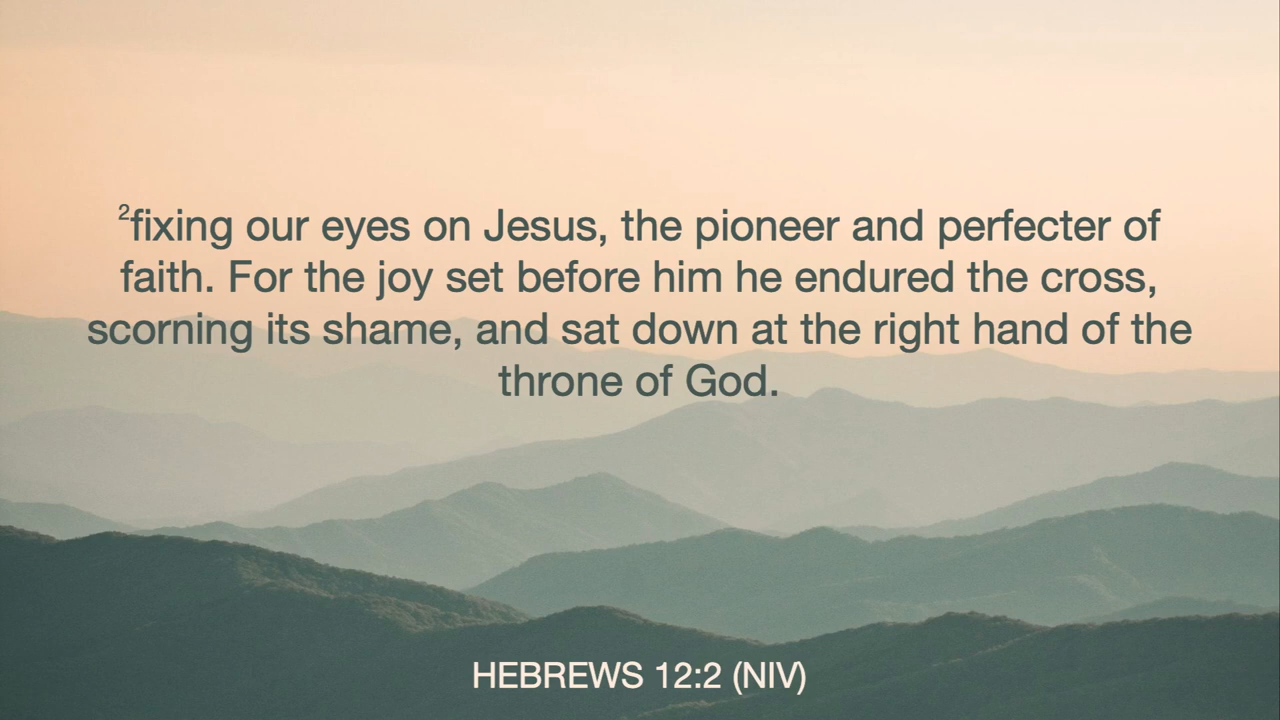 ²fixing our eyes on Jesus, the pioneer and perfecter of
faith. For the joy set before him he endured the cross,
scorning its shame, and sat down at the right hand of the
throne of God.
HEBREWS 12:2 (NIV)